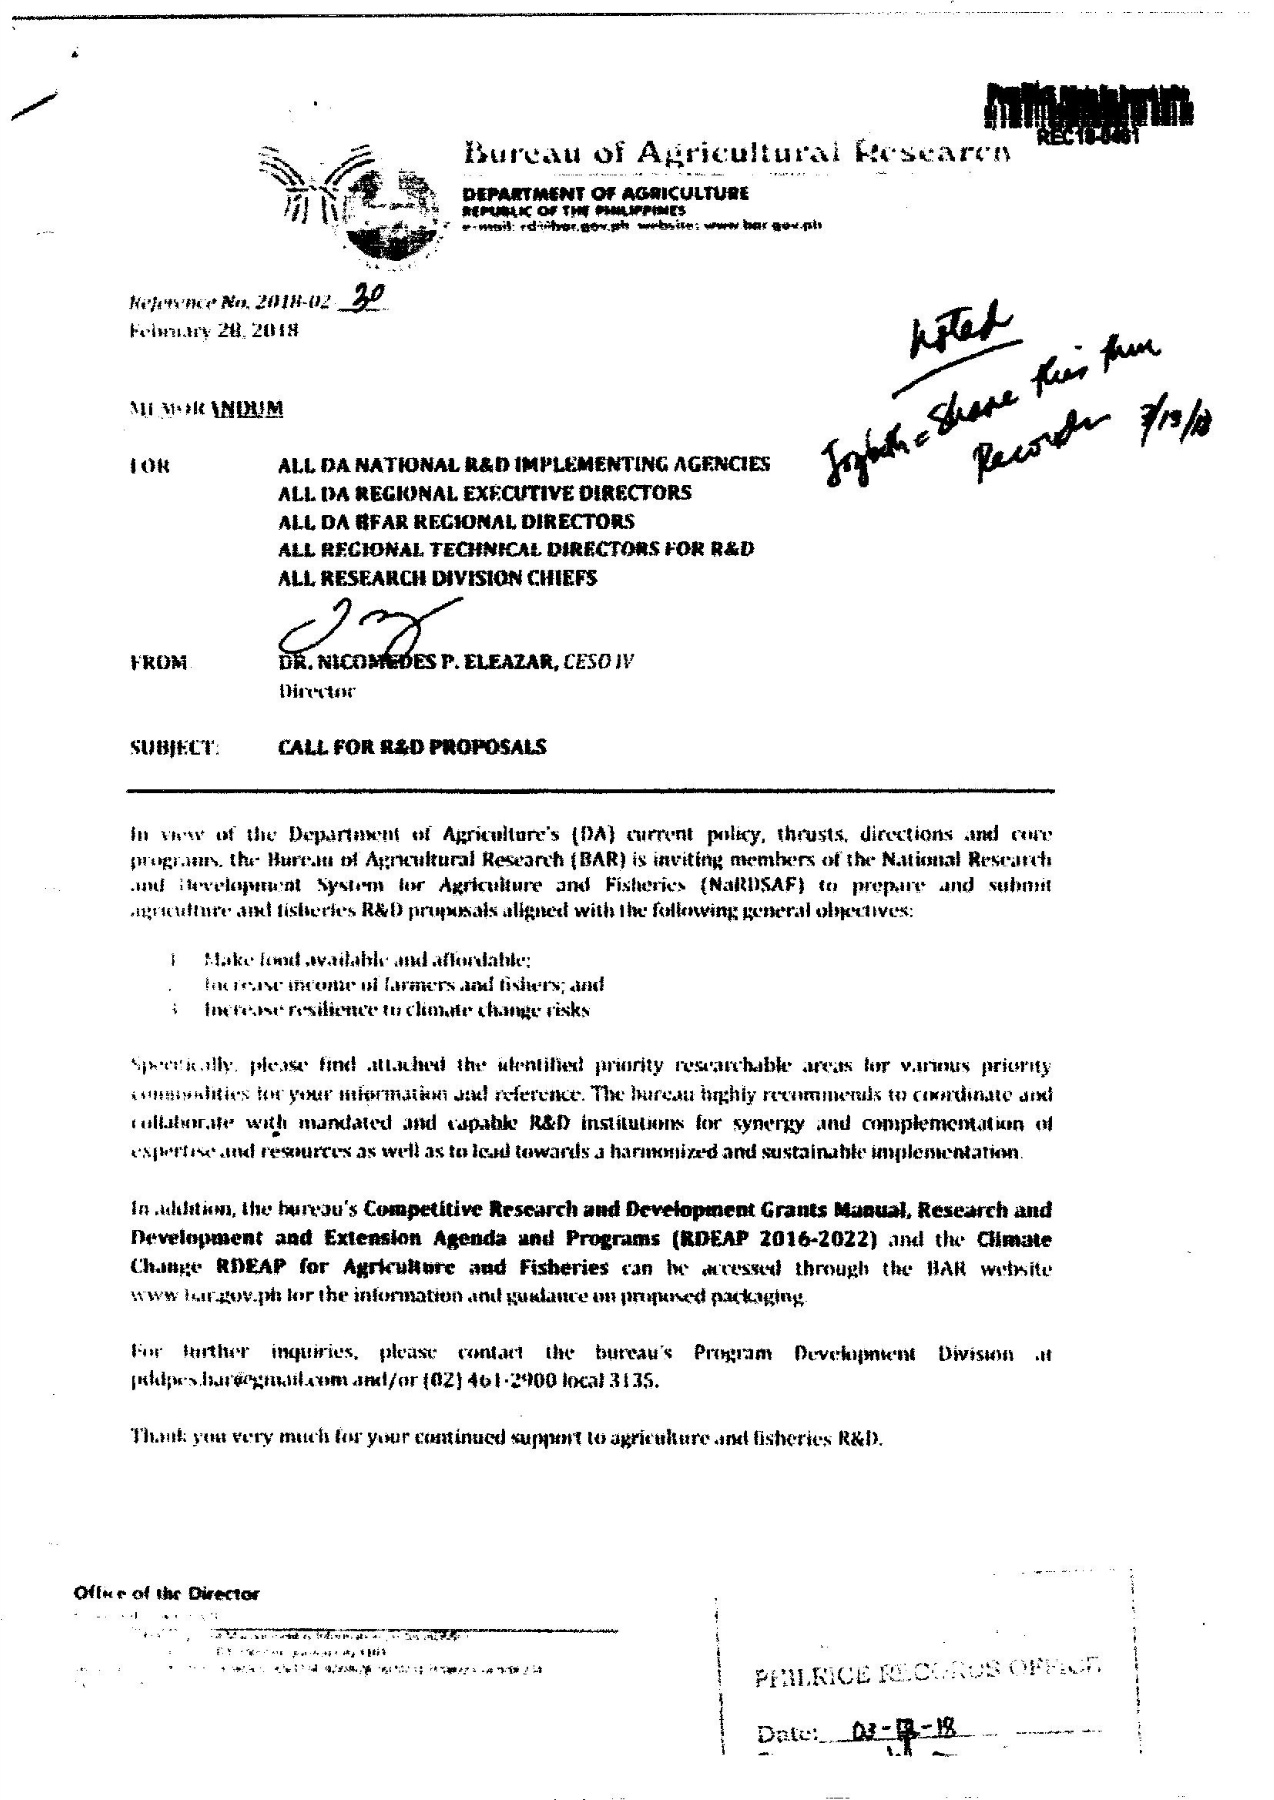 REC18-0461
Bureau of Agricultural Research
DEPARTMENT OF AGRICULTURE
REPUBLIC OF THE PHILIPPINES
e-mail: rd@bar.gov.ph website: www.bar.gov.ph
Reference No. 2018-02 30
February 28, 2018
Noted
Share this thru
Records
MEMORANDUM
FOR
ALL DA NATIONAL R&D IMPLEMENTING AGENCIES
ALL DA REGIONAL EXECUTIVE DIRECTORS
ALL DA BFAR REGIONAL DIRECTORS
ALL REGIONAL TECHNICAL DIRECTORS FOR R&D
ALL RESEARCH DIVISION CHIEFS
FROM DR. NICOMEDES P. ELEAZAR, CESO IV
Director
SUBJECT: CALL FOR R&D PROPOSALS
In view of the Department of Agriculture's (DA) current policy, thrusts, directions and core
programs, the Bureau of Agricultural Research (BAR) is inviting members of the National Research
and Development System for Agriculture and Fisheries (NaRDSAF) to prepare and submit
agriculture and fisheries R&D proposals aligned with the following general objectives:
1 Make food available and affordable;
Increase income of farmers and fishers; and
3 Increase resilience to climate change risks
Specifically, please find attached the identified priority researchable areas for various priority
commodities for your information and reference. The bureau highly recommends to coordinate and
collaborate with mandated and capable R&D institutions for synergy and complementation of
expertise and resources as well as to lead towards a harmonized and sustainable implementation.
In addition, the bureau's Competitive Research and Development Grants Manual, Research and
Development and Extension Agenda and Programs (RDEAP 2016-2022) and the Climate
Change RDEAP for Agriculture and Fisheries can be accessed through the BAR website
www.bar.gov.ph for the information and guidance on proposed packaging.
For further inquiries, please contact the bureau's Program Development Division at
pddpes.bar@gmail.com and/or (02) 461-2900 local 3135.
Thank you very much for your continued support to agriculture and fisheries R&D.
Office of the Director
PHILRICE RECORDS OFFICE
Date: 03-12-18